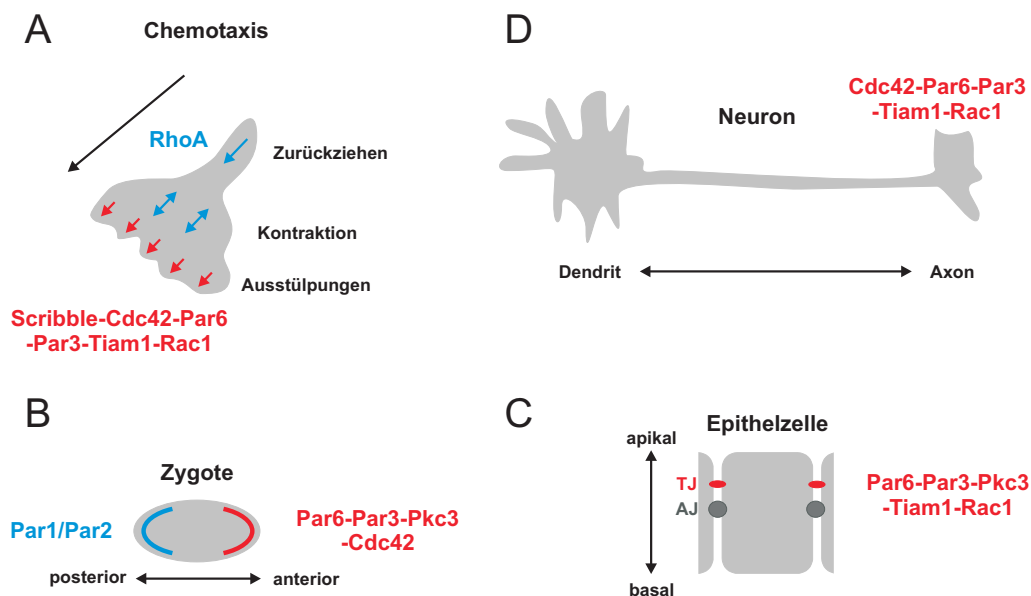 A
Chemotaxis
RhoA
Zurückziehen
Kontraktion
Ausstülpungen
Scribble-Cdc42-Par6
-Par3-Tiam1-Rac1
D
Neuron
Cdc42-Par6-Par3
-Tiam1-Rac1
Dendrit
Axon
B
Zygote
Par1/Par2
Par6-Par3-Pkc3
-Cdc42
posterior
anterior
C
Epithelzelle
apikal
TJ
AJ
basal
Par6-Par3-Pkc3
-Tiam1-Rac1